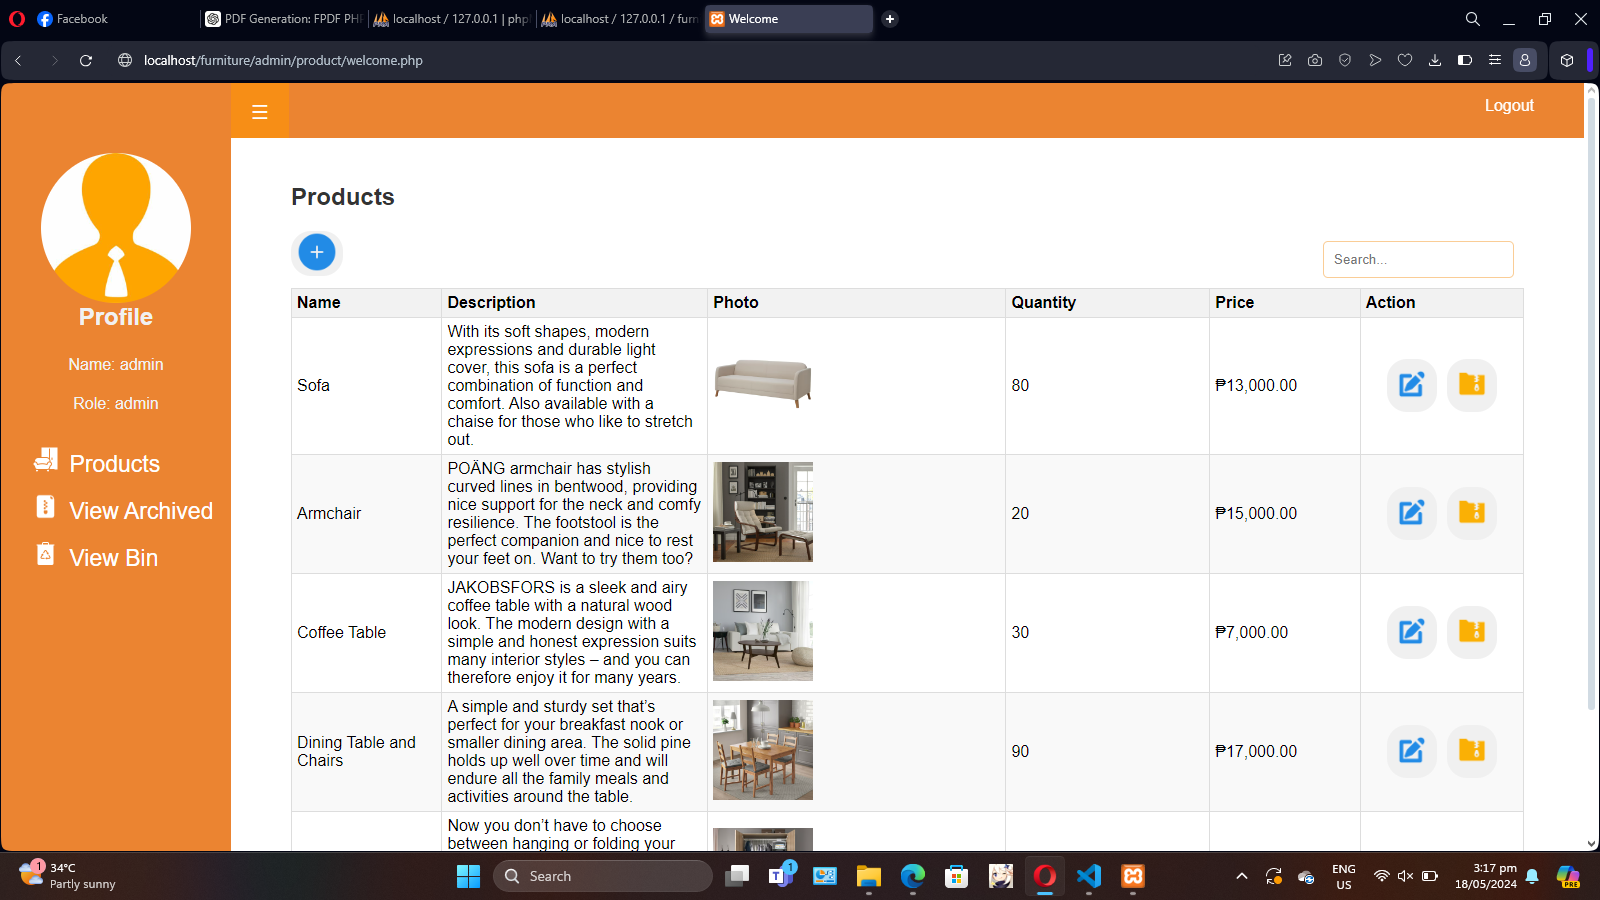 Facebook
PDF Generation: FPDF PHP
localhost / 127.0.0.1 | php
localhost / 127.0.0.1 / furn
Welcome
localhost/furniture/admin/product/welcome.php
Logout
Profile
Name: admin
Role: admin
Products
View Archived
View Bin
Products
Search...
Name Description Photo Quantity Price Action
Sofa
With its soft shapes, modern
expressions and durable light
cover, this sofa is a perfect
combination of function and
comfort. Also available with a
chaise for those who like to stretch
out.
80
₱13,000.00
Armchair
POÄNG armchair has stylish
curved lines in bentwood, providing
nice support for the neck and comfy
resilience. The footstool is the
perfect companion and nice to rest
your feet on. Want to try them too?
20
₱15,000.00
Coffee Table
JAKOBSFORS is a sleek and airy
coffee table with a natural wood
look. The modern design with a
simple and honest expression suits
many interior styles – and you can
therefore enjoy it for many years.
30
₱7,000.00
Dining Table and
Chairs
A simple and sturdy set that’s
perfect for your breakfast nook or
smaller dining area. The solid pine
holds up well over time and will
endure all the family meals and
activities around the table.
90
₱17,000.00
Now you don’t have to choose
between hanging or folding your
1
34°C
Partly sunny
Search
1
ENG
US
3:17 pm
18/05/2024
PRE